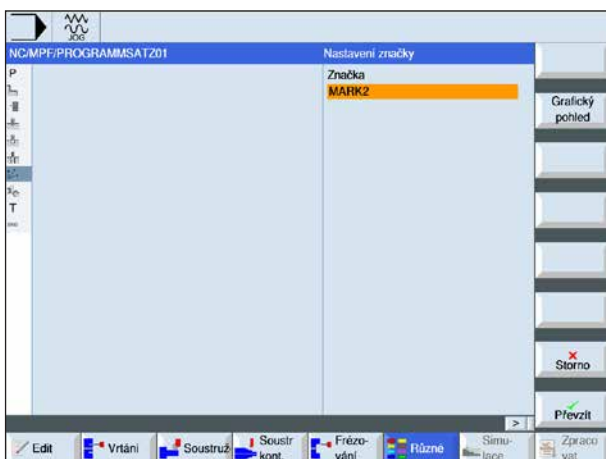 JOG
NC/MPF/PROGRAMMSATZ01
Nastavení značky
P
T
Značka
MARK2
Grafický
pohled
Storno
Převzít
>
Edit
Vrtání
Soustruž
Soustr
kont.
Frézo-
vání
Různé
Simu-
lace
Zpraco
vat